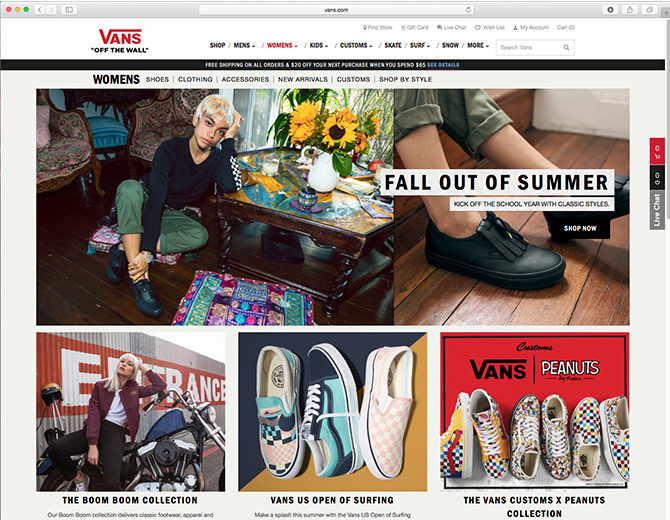 vans.com
Find Store Gift Card Live Chat Wish List My Account Cart (0)
VANS
"OFF THE WALL"
SHOP / MENS / WOMENS / KIDS / CUSTOMS / SKATE / SURF / SNOW / MORE
Search Vans
FREE SHIPPING ON ALL ORDERS & $20 OFF YOUR NEXT PURCHASE WHEN YOU SPEND $65 SEE DETAILS
WOMENS SHOES | CLOTHING | ACCESSORIES | NEW ARRIVALS | CUSTOMS | SHOP BY STYLE
FALL OUT OF SUMMER
KICK OFF THE SCHOOL YEAR WITH CLASSIC STYLES.
SHOP NOW
0
0
Live Chat
ENTRANCE
Customs
VANS | PEANUTS
THE BOOM BOOM COLLECTION
Our Boom Boom collection delivers classic footwear, apparel and
VANS US OPEN OF SURFING
Make a splash this summer with the Vans US Open of Surfing
THE VANS CUSTOMS X PEANUTS
COLLECTION